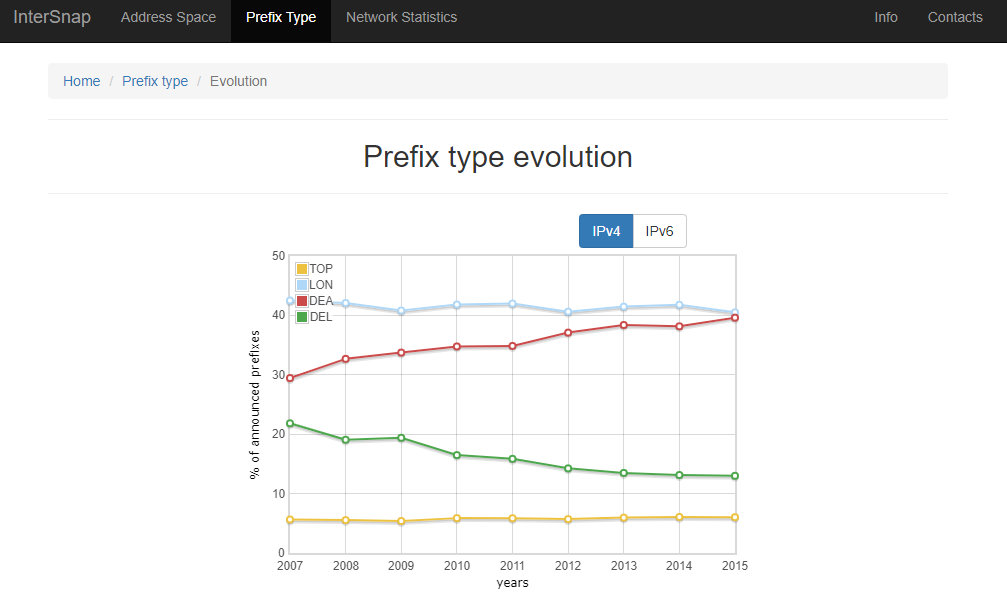 InterSnap Address Space Prefix Type Network Statistics Info Contacts
Home / Prefix type / Evolution
Prefix type evolution
IPv4 IPv6
50
TOP
LON
DEA
DEL
40
30
20
10
0
% of announced prefixes
2007 2008 2009 2010 2011 2012 2013 2014 2015
years